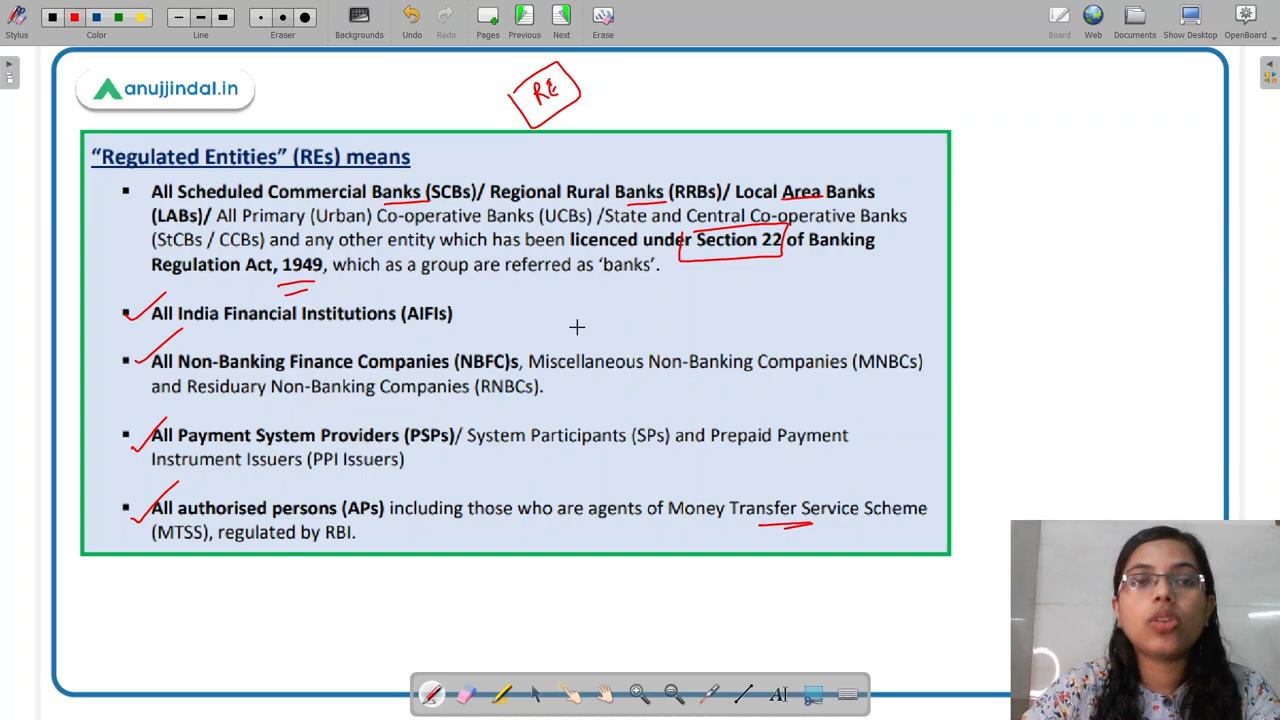 Stylus Color Line Eraser Backgrounds Undo Redo Pages Previous Next Erase Board Web Documents Show Desktop OpenBoard
anujjindal.in
RE
“Regulated Entities” (REs) means
▪ All Scheduled Commercial Banks (SCBs)/ Regional Rural Banks (RRBs)/ Local Area Banks
(LABs)/ All Primary (Urban) Co-operative Banks (UCBs) /State and Central Co-operative Banks
(StCBs / CCBs) and any other entity which has been licenced under Section 22 of Banking
Regulation Act, 1949, which as a group are referred as ‘banks’.
▪ All India Financial Institutions (AIFIs)
▪ All Non-Banking Finance Companies (NBFC)s, Miscellaneous Non-Banking Companies (MNBCs)
and Residuary Non-Banking Companies (RNBCs).
▪ All Payment System Providers (PSPs)/ System Participants (SPs) and Prepaid Payment
Instrument Issuers (PPI Issuers)
▪ All authorised persons (APs) including those who are agents of Money Transfer Service Scheme
(MTSS), regulated by RBI.
AI